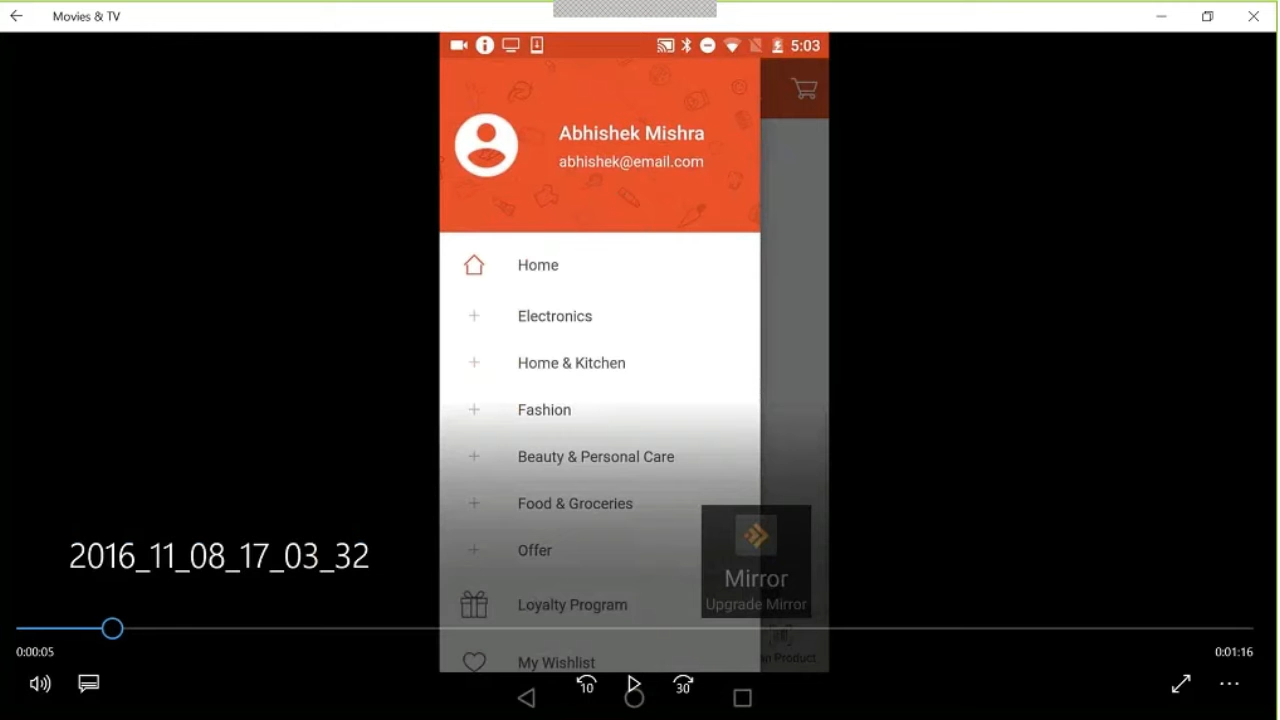 Movies & TV
5:03
Abhishek Mishra
abhishek@email.com
Home
Electronics
Home & Kitchen
Fashion
Beauty & Personal Care
Food & Groceries
Offer
Loyalty Program
My Wishlist
Mirror
Upgrade Mirror
Product
2016_11_08_17_03_32
0:00:05
0:01:16
10
30